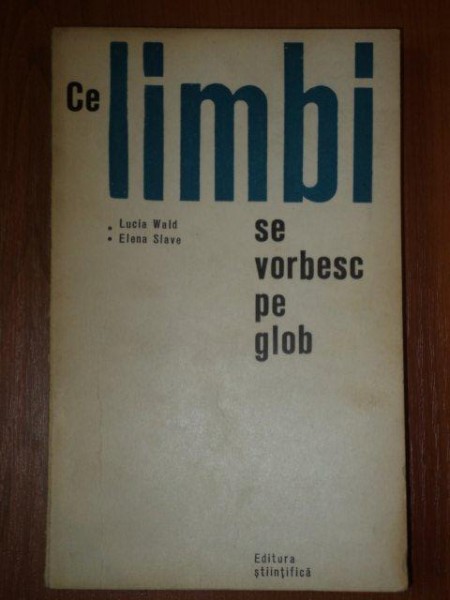 Ce limbi
Lucia Wald
Elena Slave
se
vorbesc
pe
glob
Editura
științifică